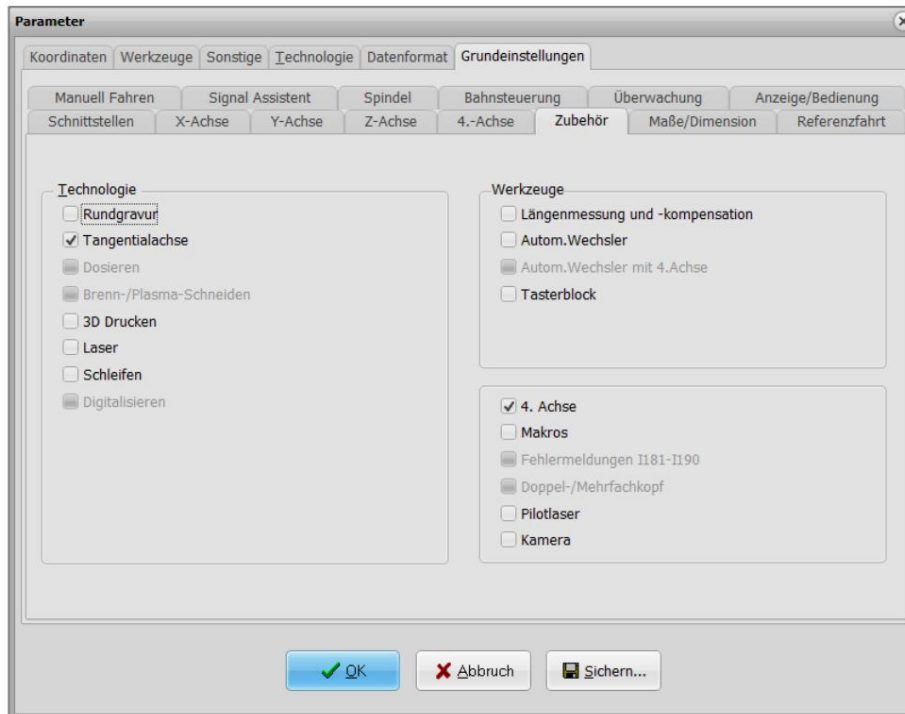 Parameter
Koordinaten Werkzeuge Sonstige Technologie Datenformat Grundeinstellungen
Manuell Fahren Signal Assistent Spindel Bahnsteuerung Überwachung Anzeige/Bedienung
Schnittstellen X-Achse Y-Achse Z-Achse 4.-Achse Zubehör Maße/Dimension Referenzfahrt
Technologie
Rundgravur
Tangentialachse
Dosieren
Brenn-/Plasma-Schneiden
3D Drucken
Laser
Schleifen
Digitalisieren
Werkzeuge
Längenmessung und -kompensation
Autom.Wechsler
Autom.Wechsler mit 4.Achse
Tasterblock
4. Achse
Makros
Fehlermeldungen I181-I190
Doppel-/Mehrfachkopf
Pilotlaser
Kamera
OK Abbruch Sichern...